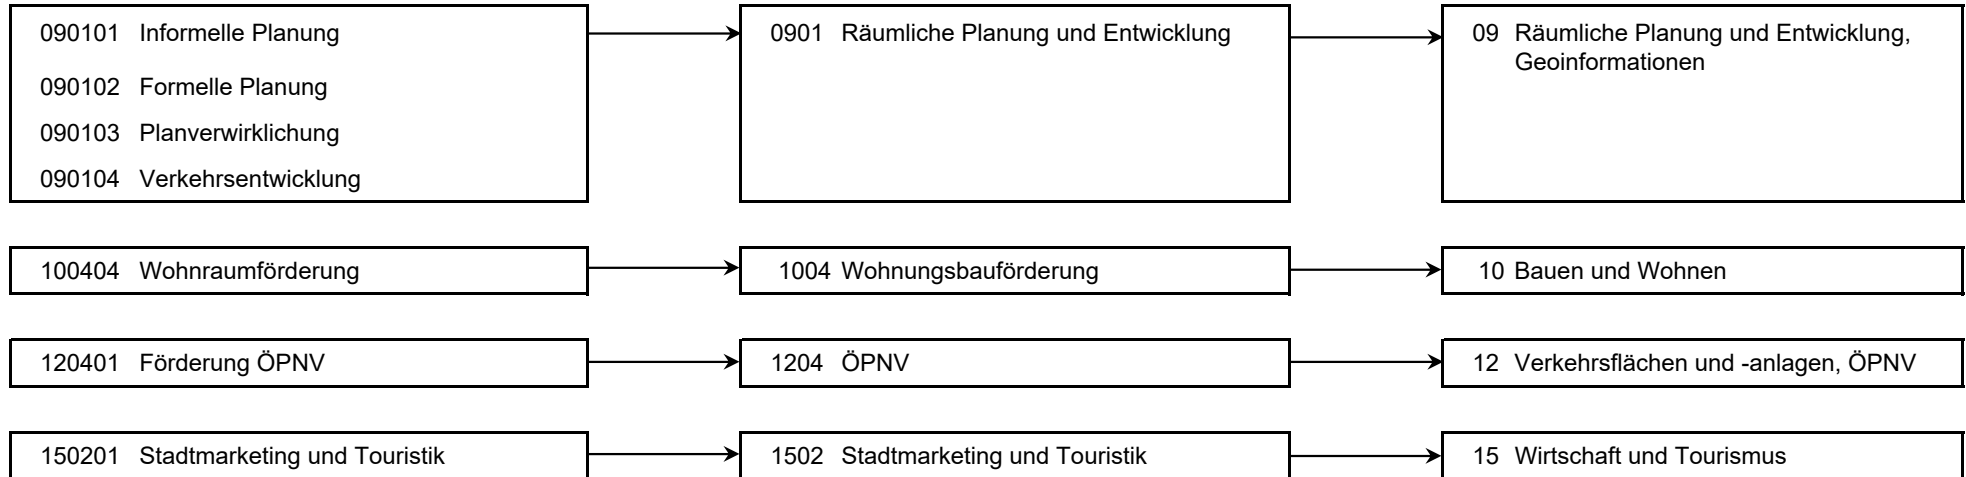 090101 Informelle Planung
0901 Räumliche Planung und Entwicklung
09 Räumliche Planung und Entwicklung,
Geoinformationen
090102 Formelle Planung
090103 Planverwirklichung
090104 Verkehrsentwicklung
100404 Wohnraumförderung
1004 Wohnungsbauförderung
10 Bauen und Wohnen
120401 Förderung ÖPNV
1204 ÖPNV
12 Verkehrsflächen und -anlagen, ÖPNV
150201 Stadtmarketing und Touristik
1502 Stadtmarketing und Touristik
15 Wirtschaft und Tourismus